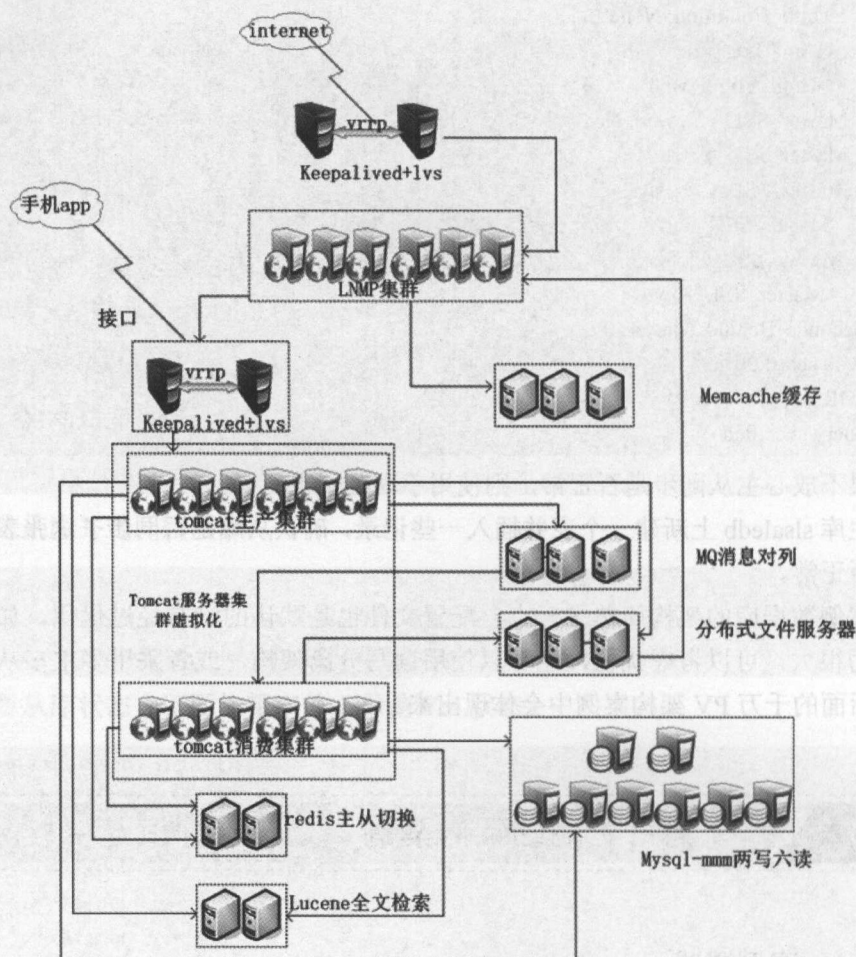 internet
vrrp
Keepalived+lvs
手机app
LNMP集群
接口
vrrp
Keepalived+lvs
Memcache缓存
tomcat生产集群
MQ消息对列
Tomcat服务器集
群虚拟化
分布式文件服务器
tomcat消费集群
redis主从切换
Mysql-mmm两写六读
Lucene全文检索